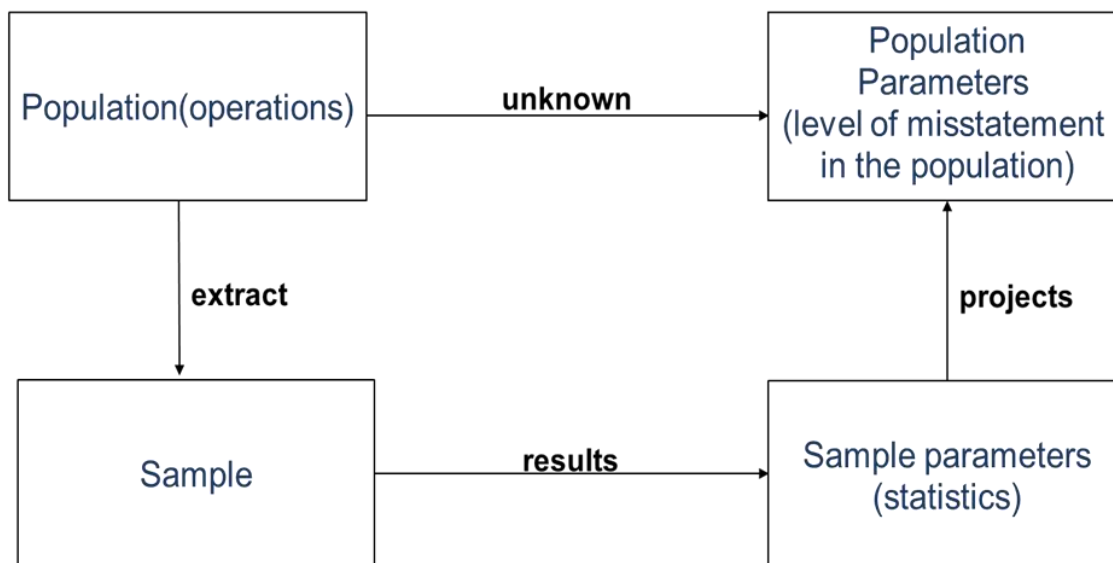 Population(operations)
unknown
Population
Parameters
(level of misstatement
in the population)
extract
projects
Sample
results
Sample parameters
(statistics)